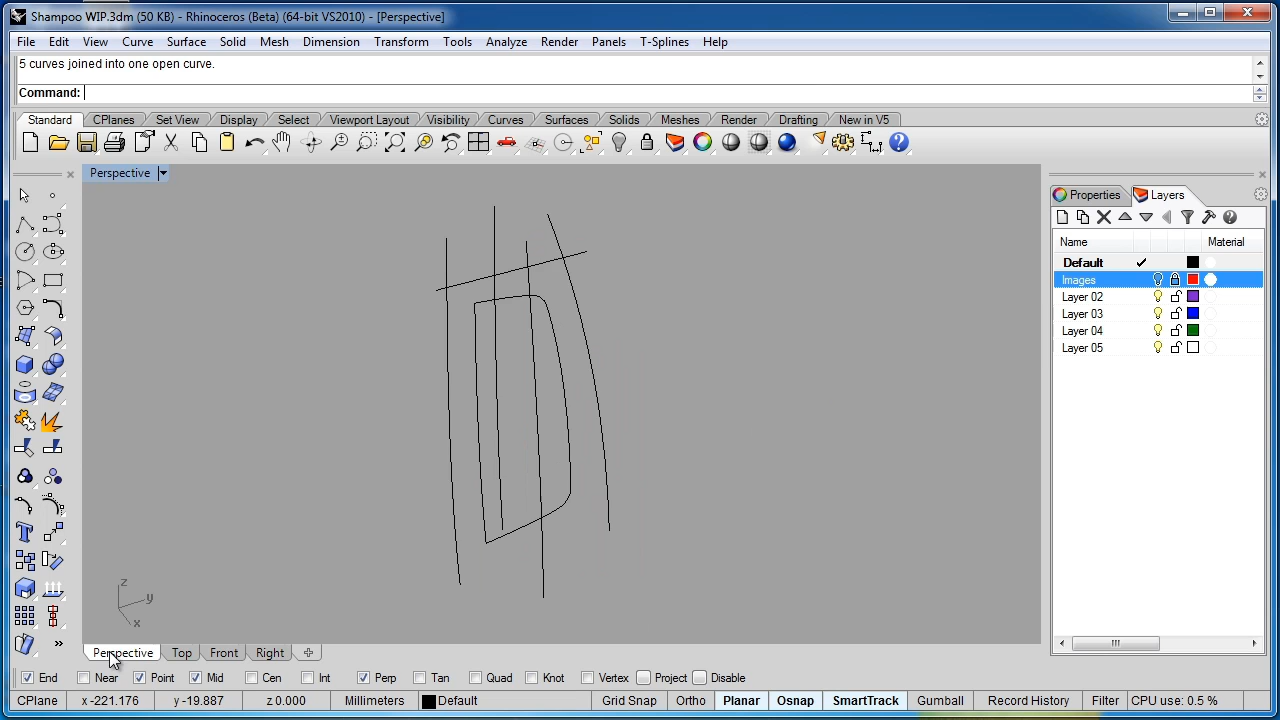 Shampoo WIP.3dm (50 KB) - Rhinoceros (Beta) (64-bit VS2010) - [Perspective]
File Edit View Curve Surface Solid Mesh Dimension Transform Tools Analyze Render Panels T-Splines Help
5 curves joined into one open curve.
Command:
Standard CPlanes Set View Display Select Viewport Layout Visibility Curves Surfaces Solids Meshes Render Drafting New in V5
Perspective
Properties Layers
Name Material
Default
Images
Layer 02
Layer 03
Layer 04
Layer 05
z
y
x
Perspective Top Front Right
End Near Point Mid Cen Int Perp Tan Quad Knot Vertex Project Disable
CPlane x -221.176 y -19.887 z 0.000 Millimeters Default Grid Snap Ortho Planar Osnap SmartTrack Gumball Record History Filter CPU use: 0.5 %